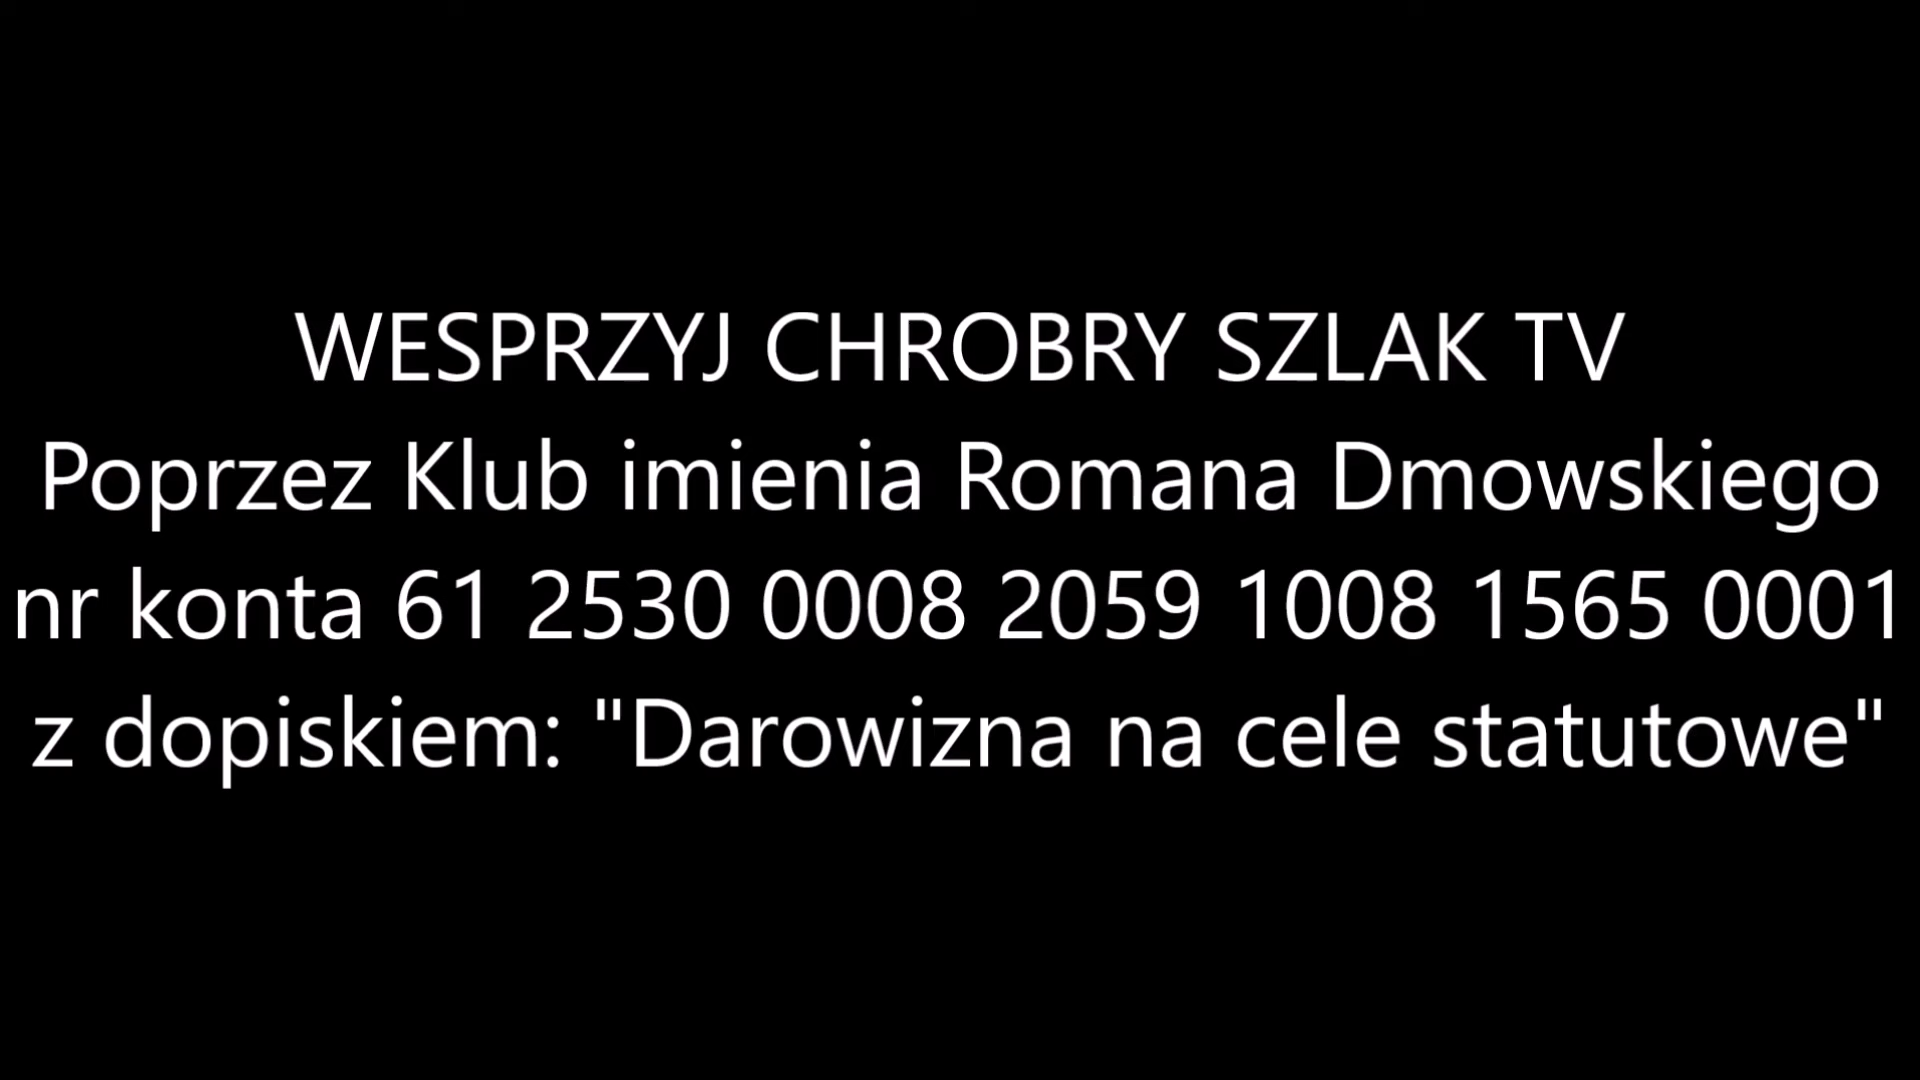 WESPRZYJ CHROBRY SZLAK TV
Poprzez Klub imienia Romana Dmowskiego
nr konta 61 2530 0008 2059 1008 1565 0001
z dopiskiem: "Darowizna na cele statutowe"